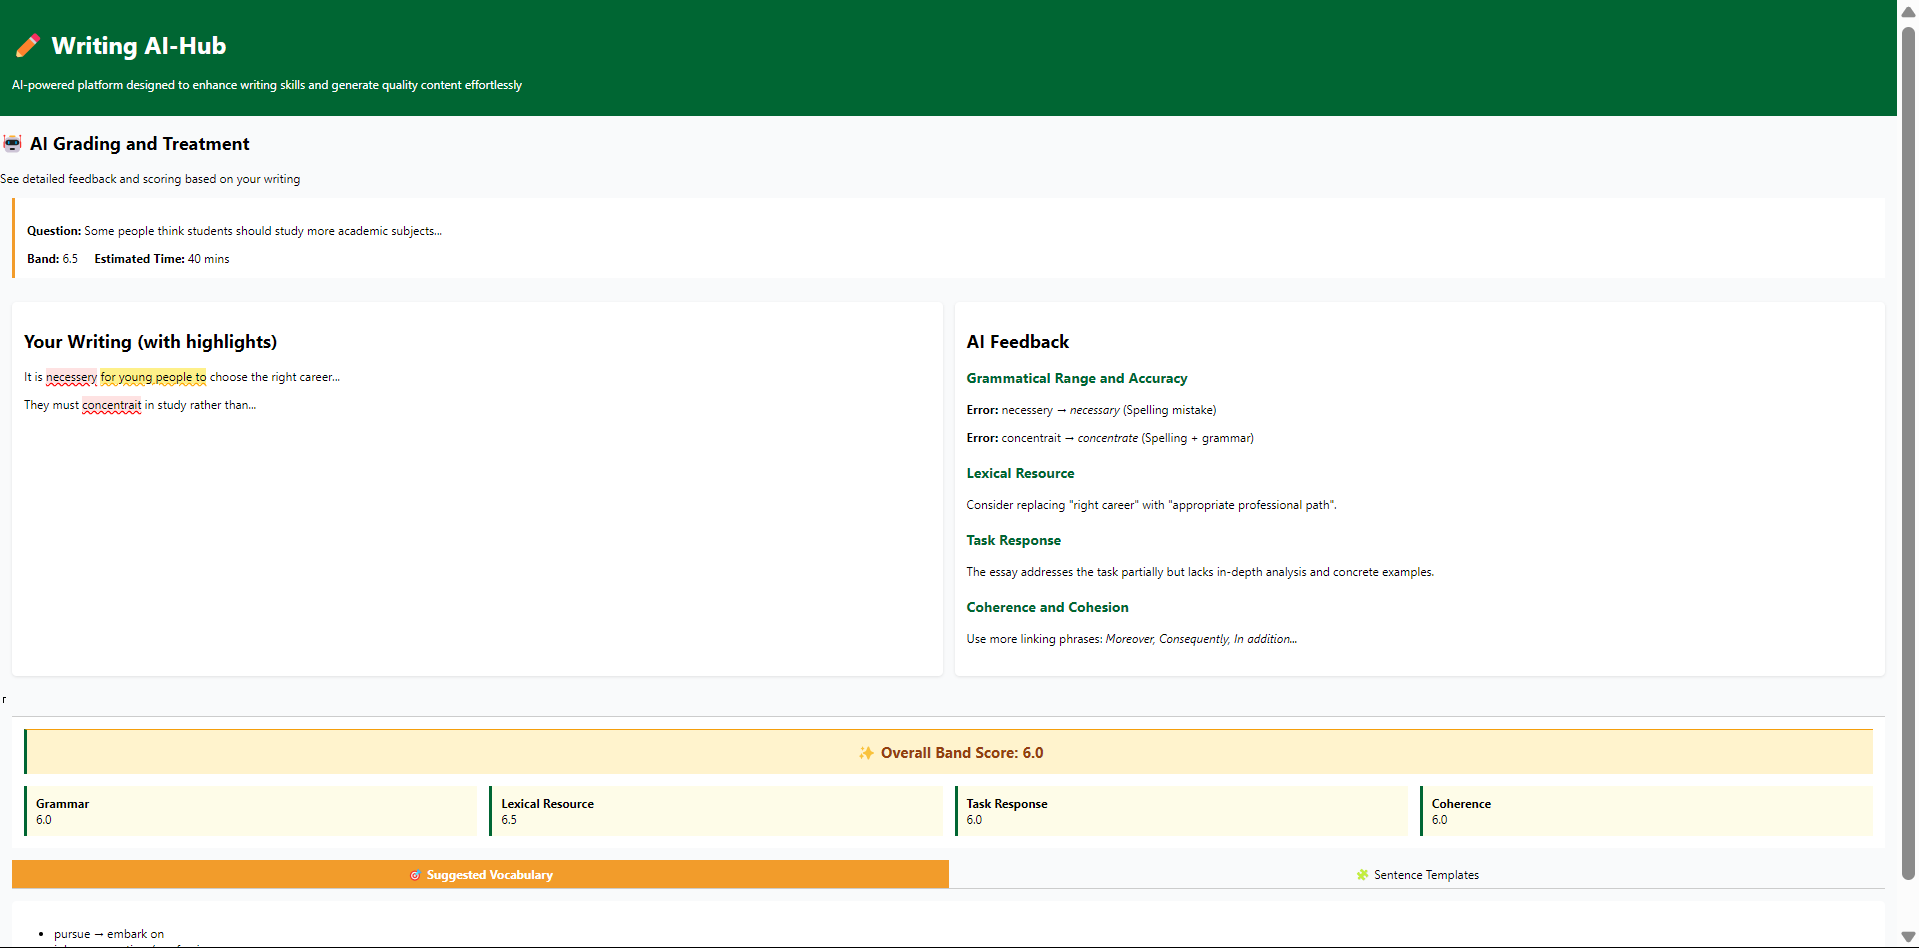 Writing AI-Hub
AI-powered platform designed to enhance writing skills and generate quality content effortlessly
AI Grading and Treatment
See detailed feedback and scoring based on your writing
Question: Some people think students should study more academic subjects...
Band: 6.5 Estimated Time: 40 mins
Your Writing (with highlights)
It is necessery for young people to choose the right career...
They must concentrait in study rather than...
AI Feedback
Grammatical Range and Accuracy
Error: necessery → necessary (Spelling mistake)
Error: concentrait → concentrate (Spelling + grammar)
Lexical Resource
Consider replacing "right career" with "appropriate professional path".
Task Response
The essay addresses the task partially but lacks in-depth analysis and concrete examples.
Coherence and Cohesion
Use more linking phrases: Moreover, Consequently, In addition...
r
Overall Band Score: 6.0
Grammar
6.0
Lexical Resource
6.5
Task Response
6.0
Coherence
6.0
Suggested Vocabulary
Sentence Templates
pursue → embark on